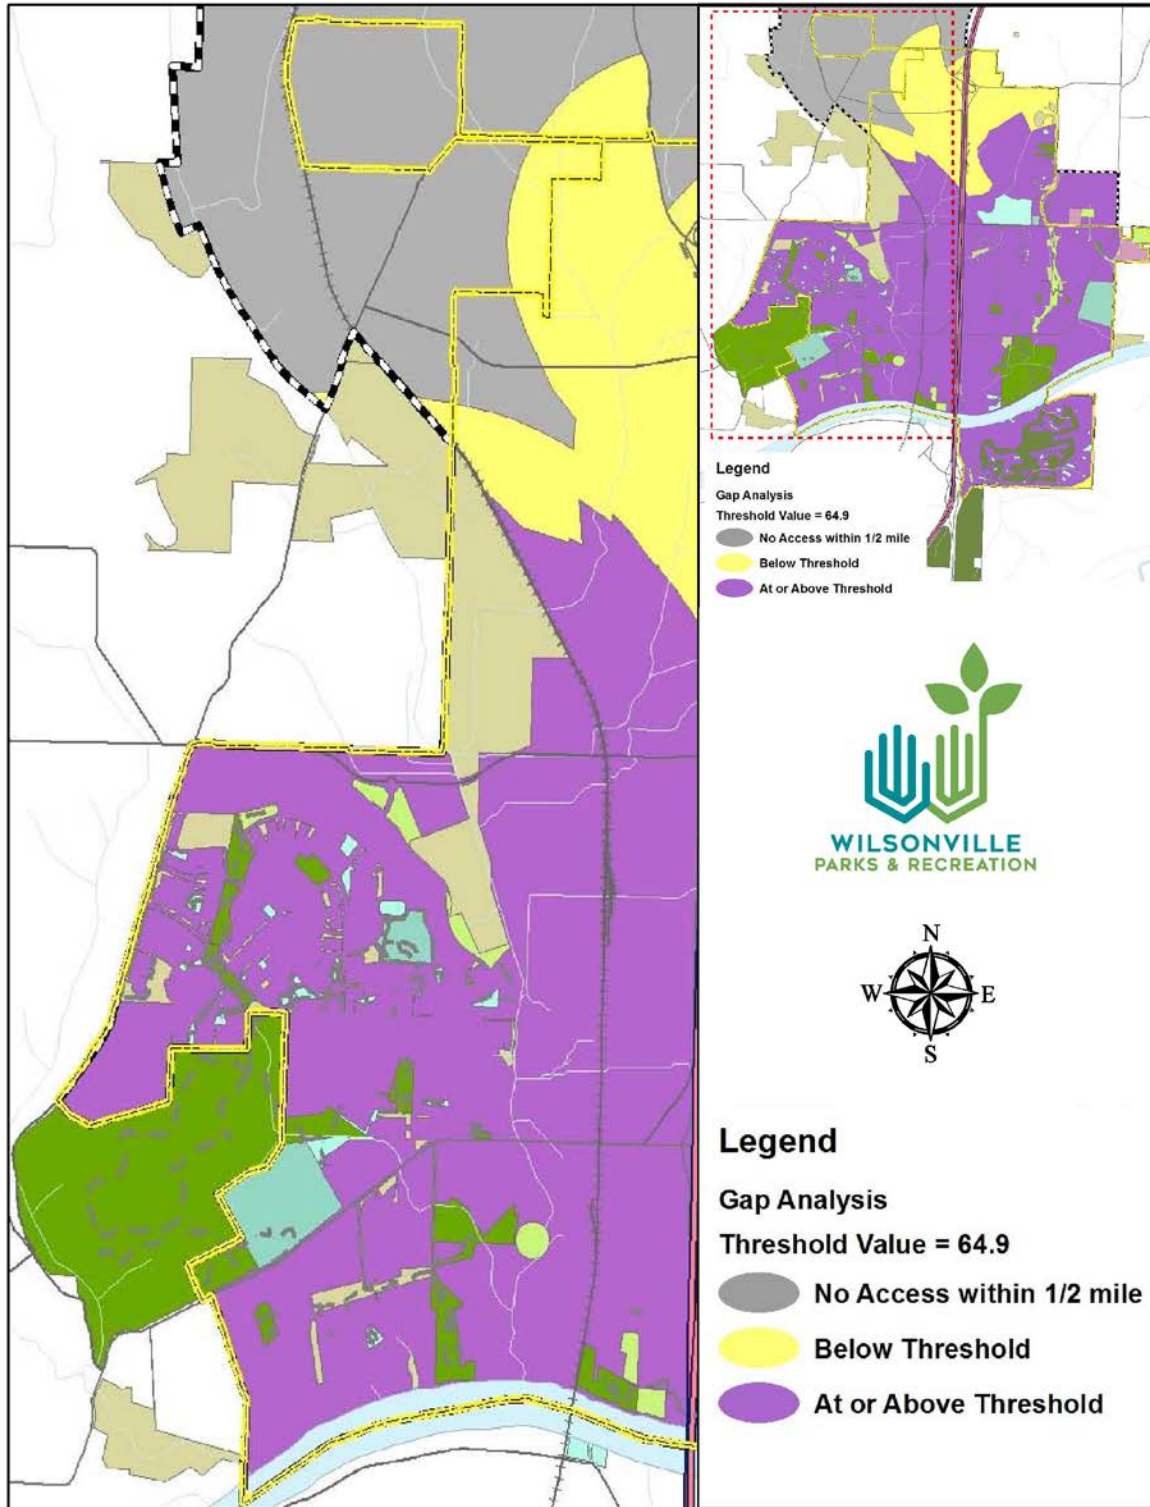 Legend
Gap Analysis
Threshold Value = 64.9
No Access within 1/2 mile
Below Threshold
At or Above Threshold
WILSONVILLE
PARKS & RECREATION
N
W E
S
Legend
Gap Analysis
Threshold Value = 64.9
No Access within 1/2 mile
Below Threshold
At or Above Threshold